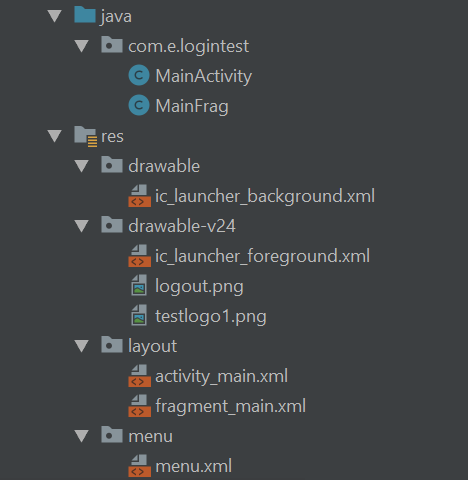 java
com.e.logintest
MainActivity
MainFrag
res
drawable
ic_launcher_background.xml
drawable-v24
ic_launcher_foreground.xml
logout.png
testlogo1.png
layout
activity_main.xml
fragment_main.xml
menu
menu.xml